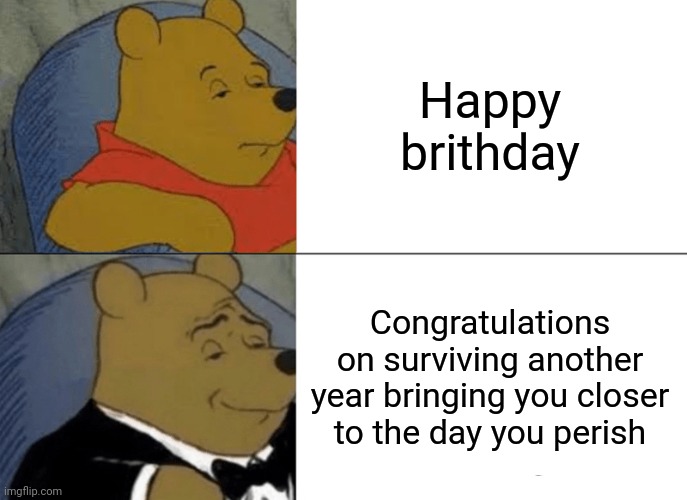 Happy
brithday
Congratulations
on surviving another
year bringing you closer
to the day you perish
imgflip.com